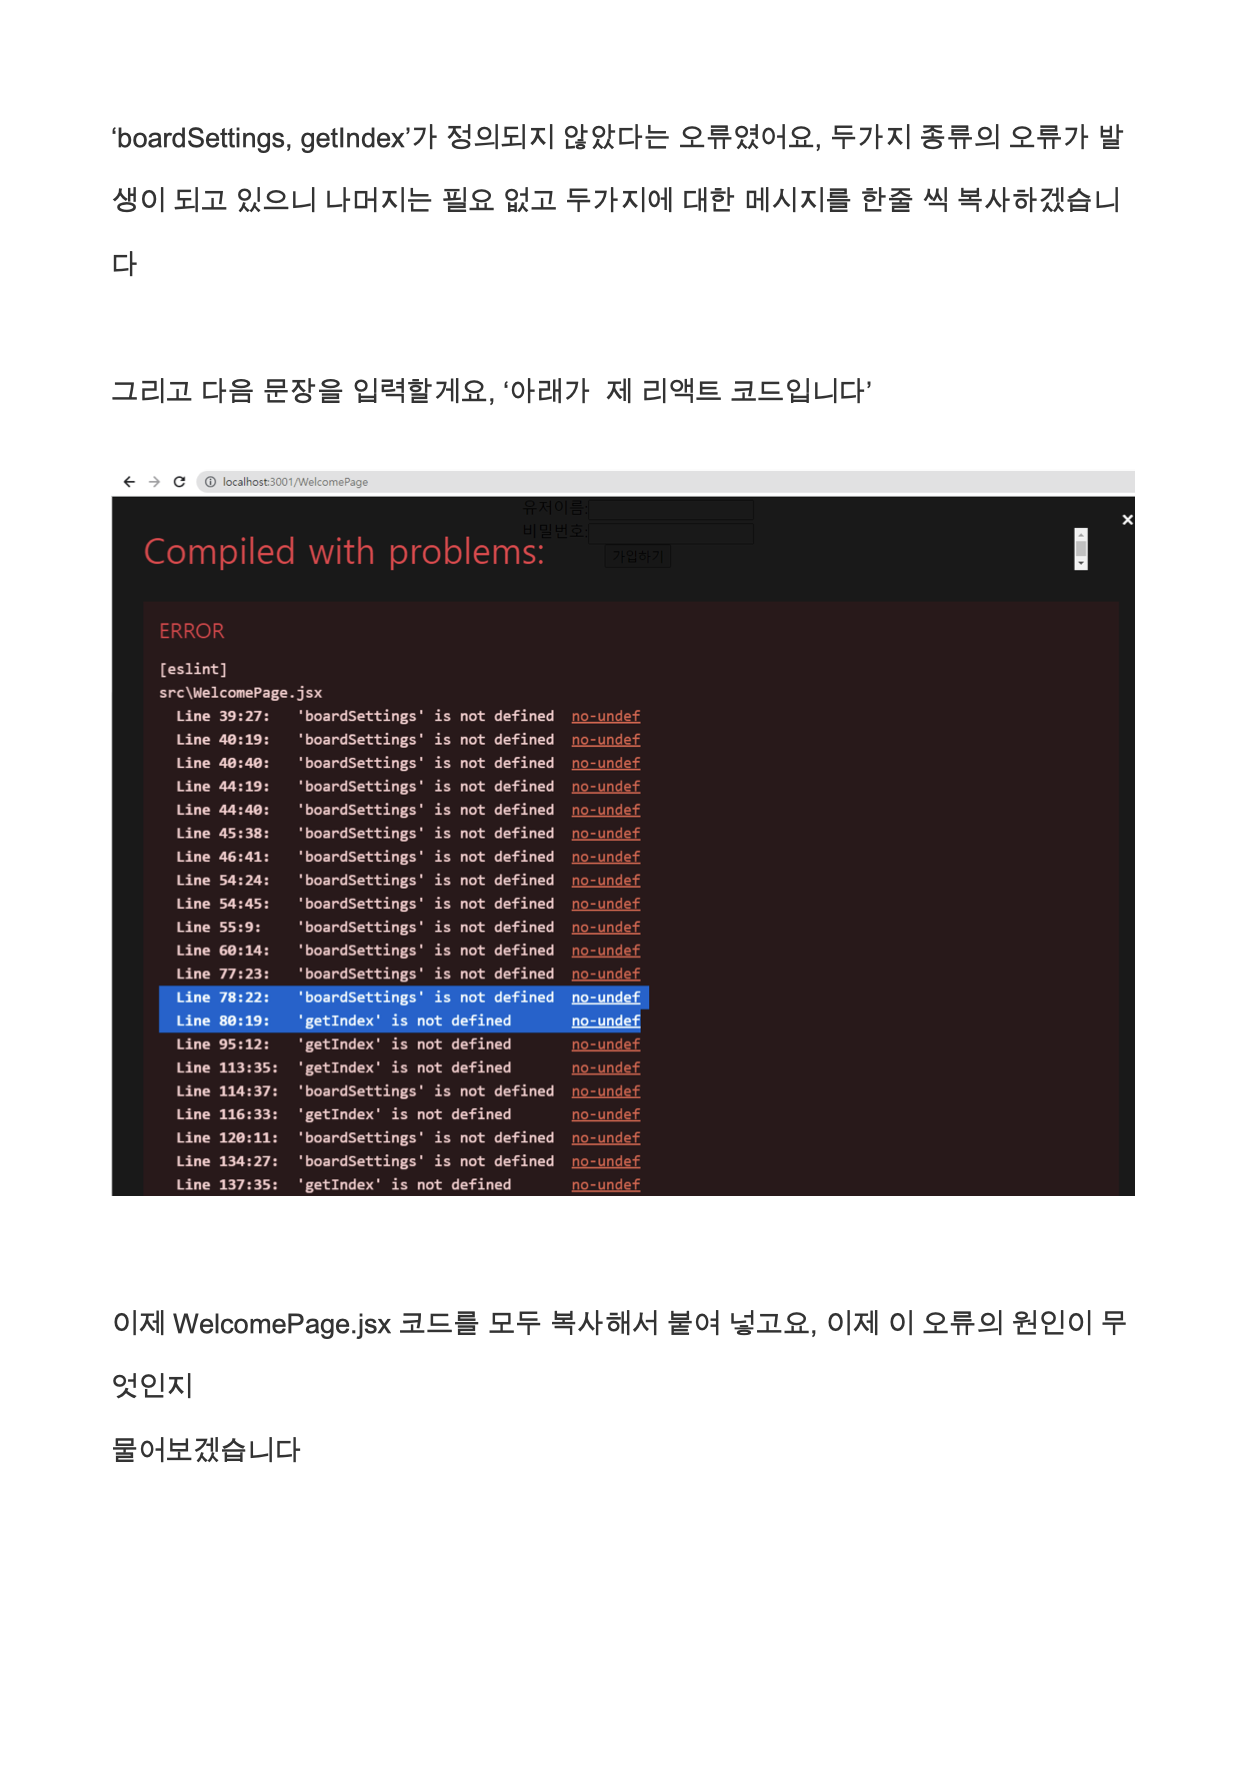 ‘boardSettings, getIndex’가 정의되지 않았다는 오류였어요, 두가지 종류의 오류가 발
생이 되고 있으니 나머지는 필요 없고 두가지에 대한 메시지를 한줄 씩 복사하겠습니
다
그리고 다음 문장을 입력할게요, ‘아래가  제 리액트 코드입니다’
localhost:3001/WelcomePage
유저이름:
비밀번호:
가입하기
Compiled with problems:
ERROR
[eslint]
src\WelcomePage.jsx
Line 39:27: 'boardSettings' is not defined no-undef
Line 40:19: 'boardSettings' is not defined no-undef
Line 40:40: 'boardSettings' is not defined no-undef
Line 44:19: 'boardSettings' is not defined no-undef
Line 44:40: 'boardSettings' is not defined no-undef
Line 45:38: 'boardSettings' is not defined no-undef
Line 46:41: 'boardSettings' is not defined no-undef
Line 54:24: 'boardSettings' is not defined no-undef
Line 54:45: 'boardSettings' is not defined no-undef
Line 55:9: 'boardSettings' is not defined no-undef
Line 60:14: 'boardSettings' is not defined no-undef
Line 77:23: 'boardSettings' is not defined no-undef
Line 78:22: 'boardSettings' is not defined no-undef
Line 80:19: 'getIndex' is not defined no-undef
Line 95:12: 'getIndex' is not defined no-undef
Line 113:35: 'getIndex' is not defined no-undef
Line 114:37: 'boardSettings' is not defined no-undef
Line 116:33: 'getIndex' is not defined no-undef
Line 120:11: 'boardSettings' is not defined no-undef
Line 134:27: 'boardSettings' is not defined no-undef
Line 137:35: 'getIndex' is not defined no-undef
이제 WelcomePage.jsx 코드를 모두 복사해서 붙여 넣고요, 이제 이 오류의 원인이 무
엇인지
물어보겠습니다